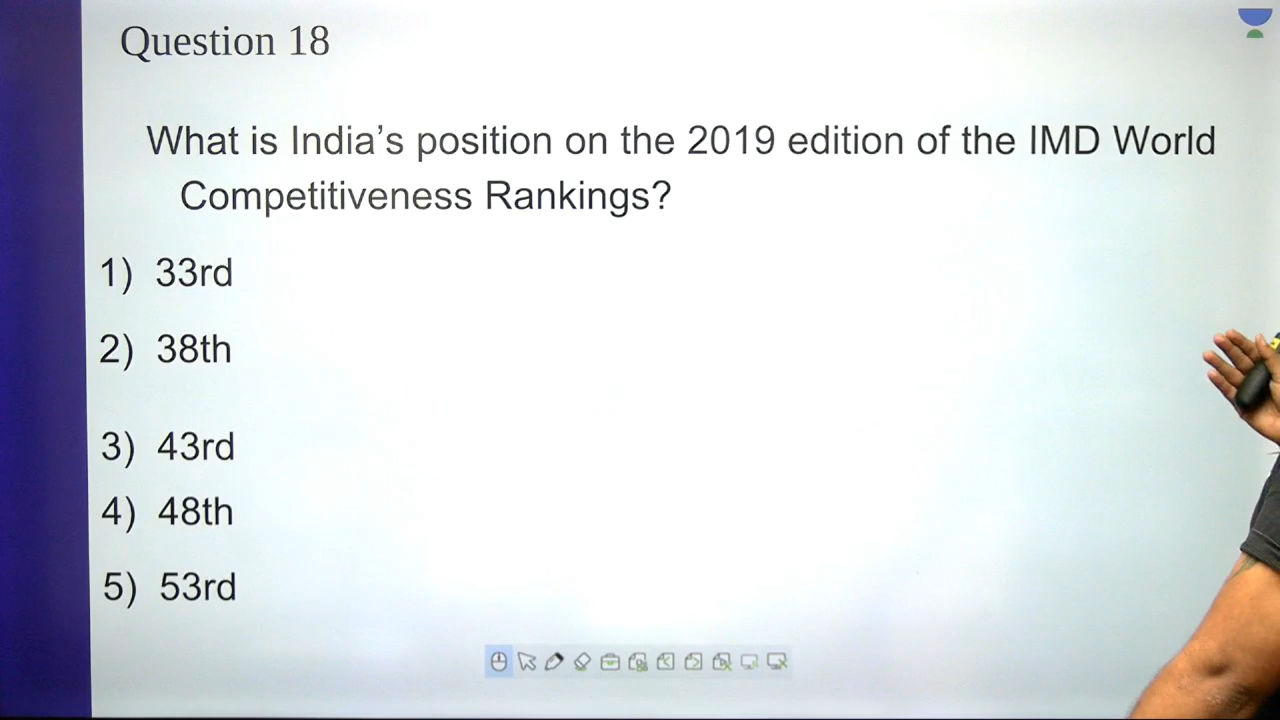 Question 18
What is India’s position on the 2019 edition of the IMD World
Competitiveness Rankings?
1) 33rd
2) 38th
3) 43rd
4) 48th
5) 53rd